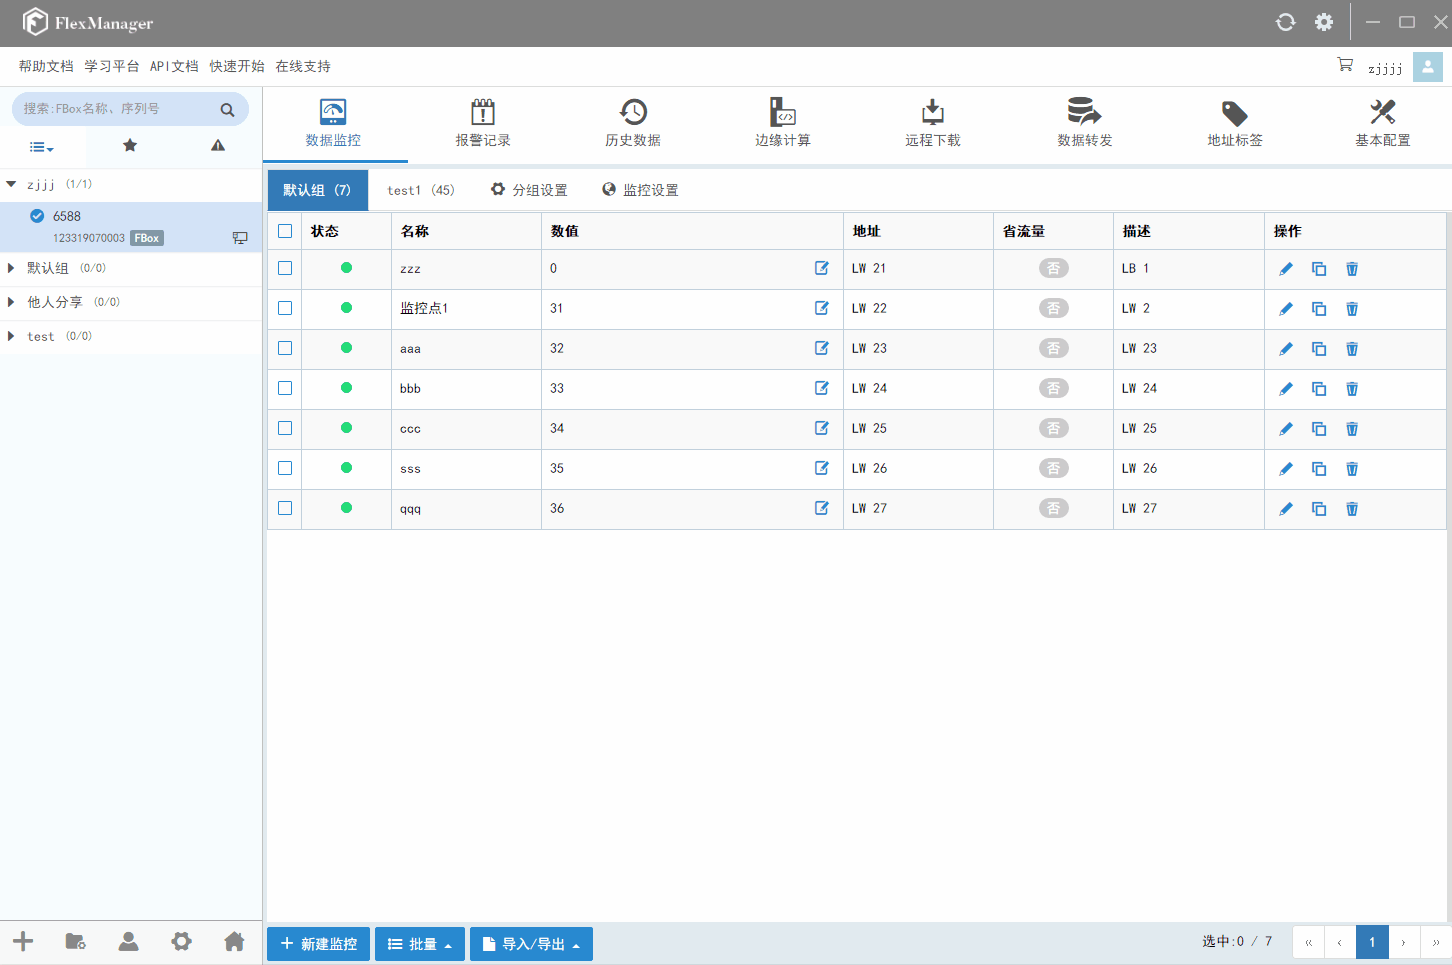 FlexManager
帮助文档 学习平台 API文档 快速开始 在线支持
zjjjj
搜索:FBox名称、序列号
数据监控 报警记录 历史数据 边缘计算 远程下载 数据转发 地址标签 基本配置
zjjj (1/1)
6588
123319070003 FBox
默认组 (0/0)
他人分享 (0/0)
test (0/0)
默认组 (7) test1 (45) 分组设置 监控设置
状态 名称 数值 地址 省流量 描述 操作
zzz 0 LW 21 否 LB 1
监控点1 31 LW 22 否 LW 2
aaa 32 LW 23 否 LW 23
bbb 33 LW 24 否 LW 24
ccc 34 LW 25 否 LW 25
sss 35 LW 26 否 LW 26
qqq 36 LW 27 否 LW 27
新建监控 批量 导入/导出
选中:0 / 7
« ‹ 1 › »